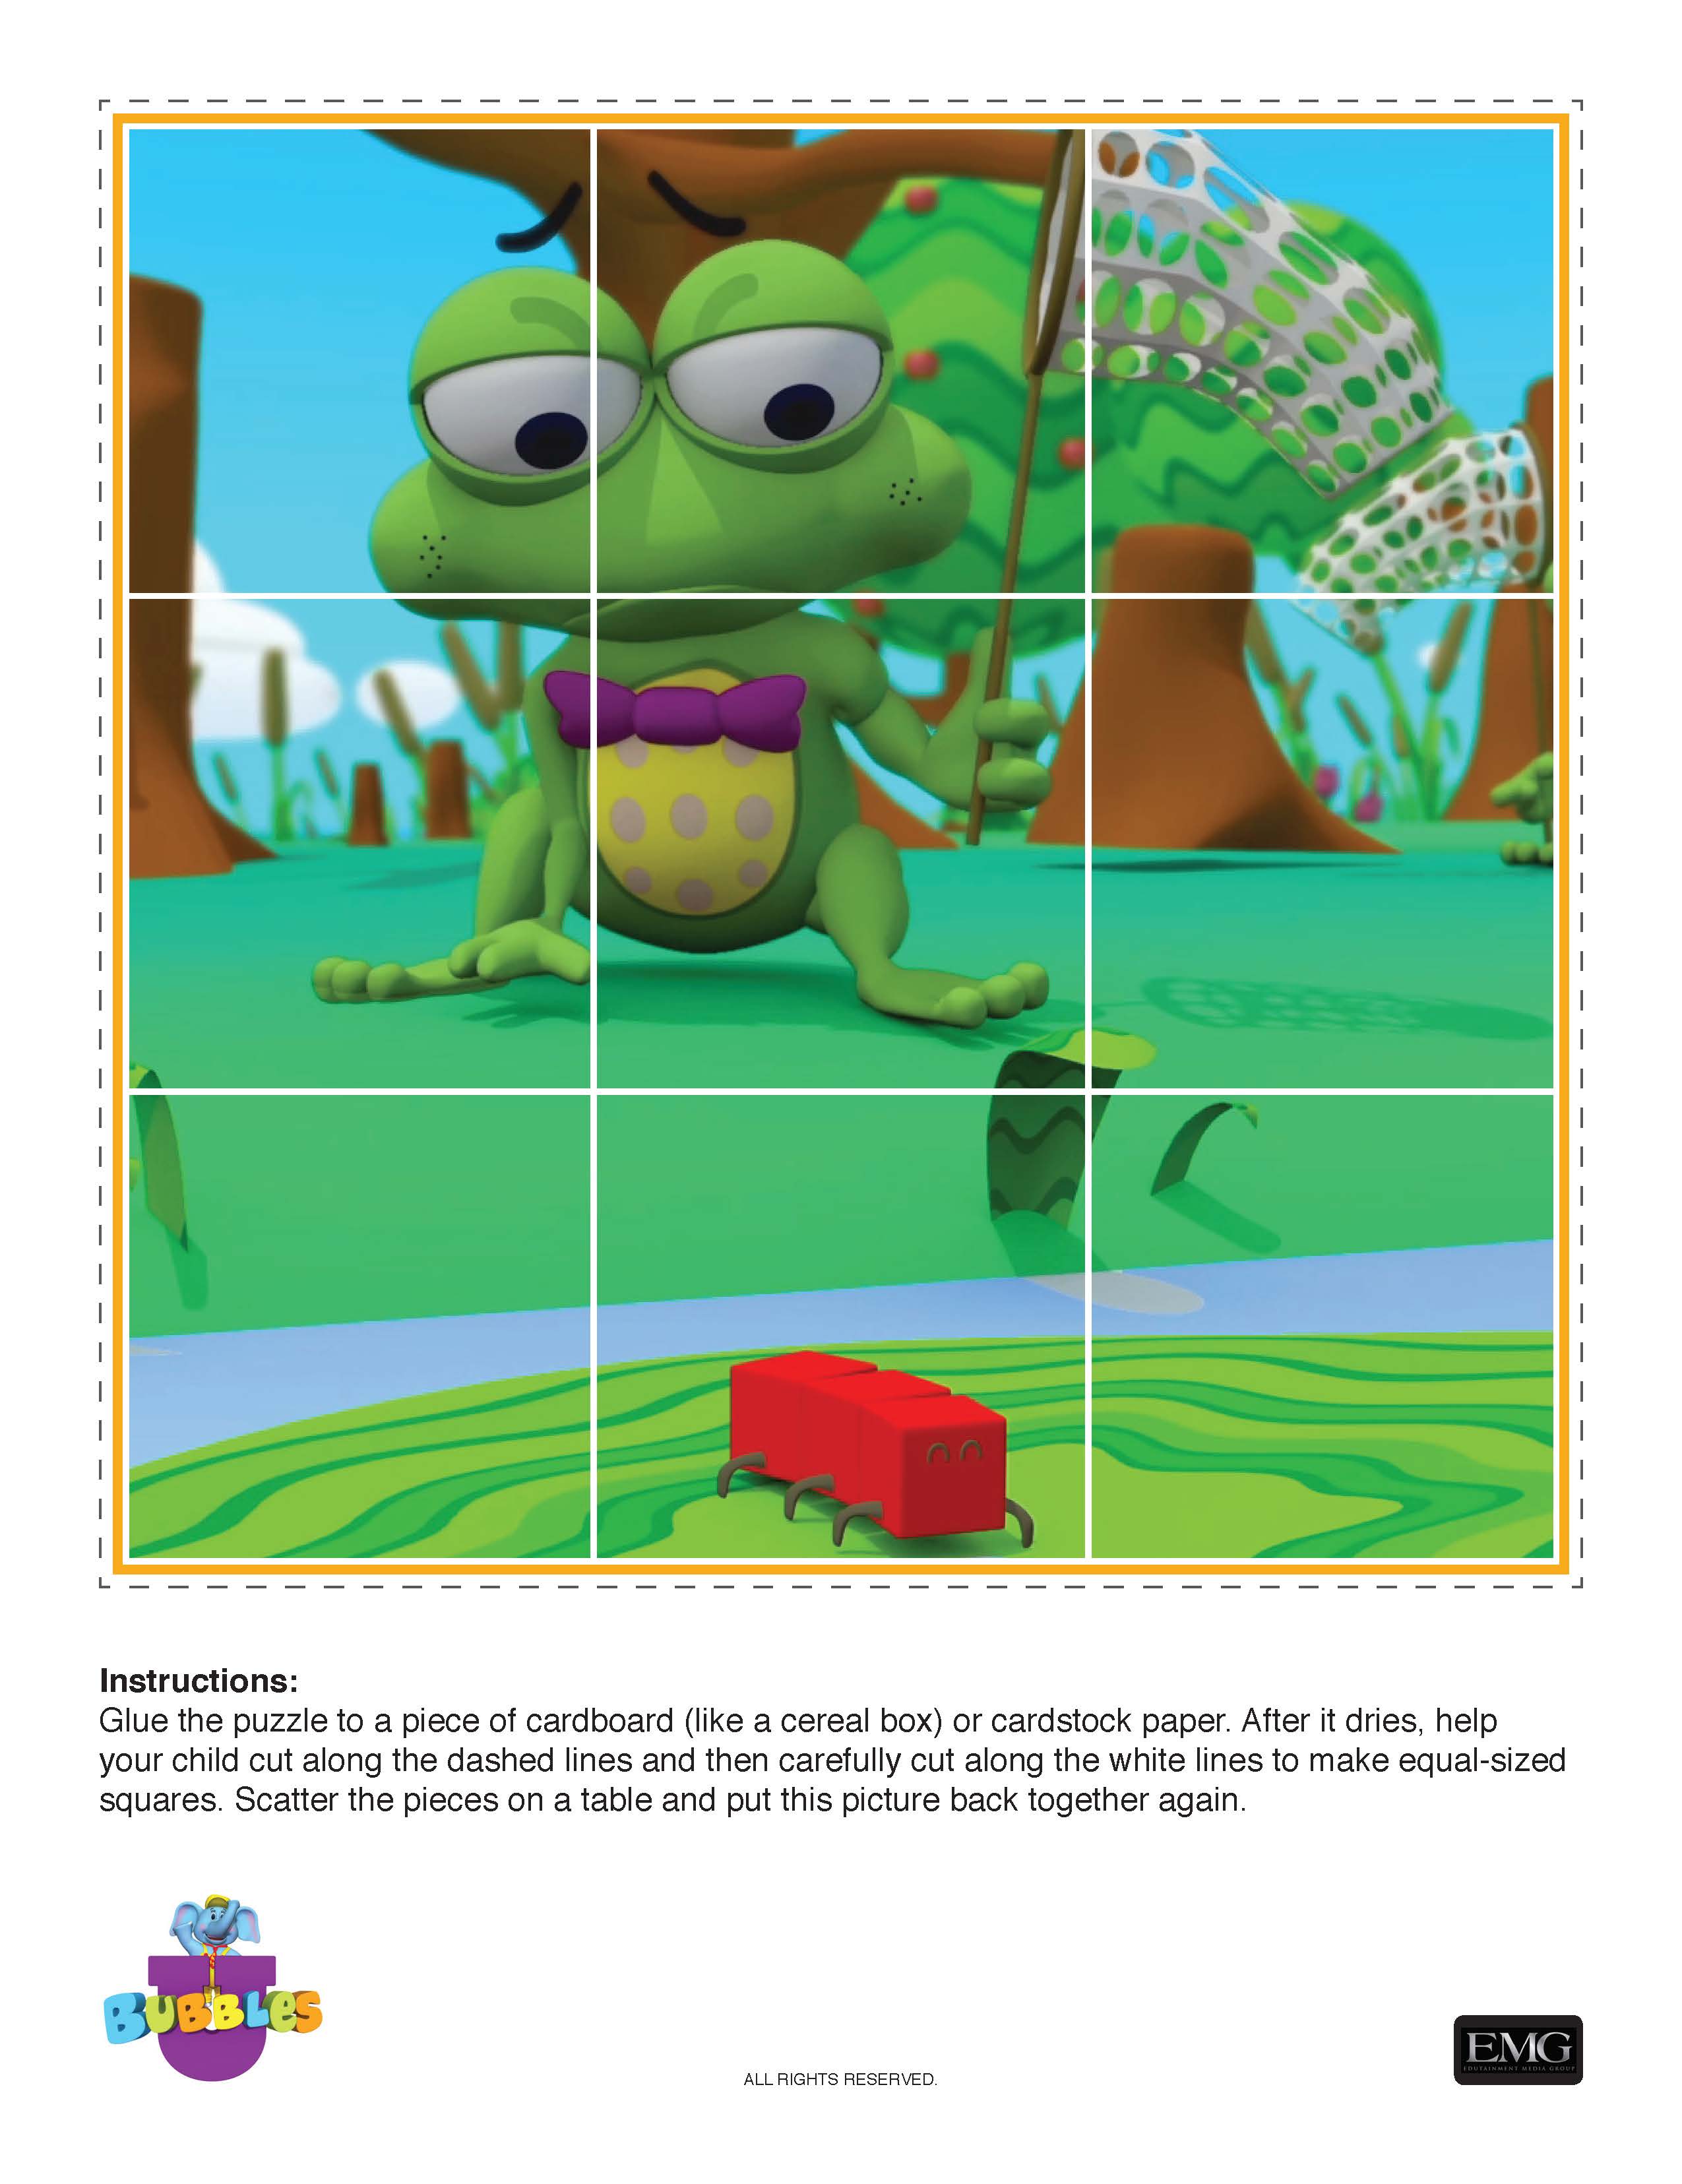 Instructions:
Glue the puzzle to a piece of cardboard (like a cereal box) or cardstock paper. After it dries, help
your child cut along the dashed lines and then carefully cut along the white lines to make equal-sized
squares. Scatter the pieces on a table and put this picture back together again.
U
BUBBLES
ALL RIGHTS RESERVED.
EMG
EDUTAINMENT MEDIA GROUP